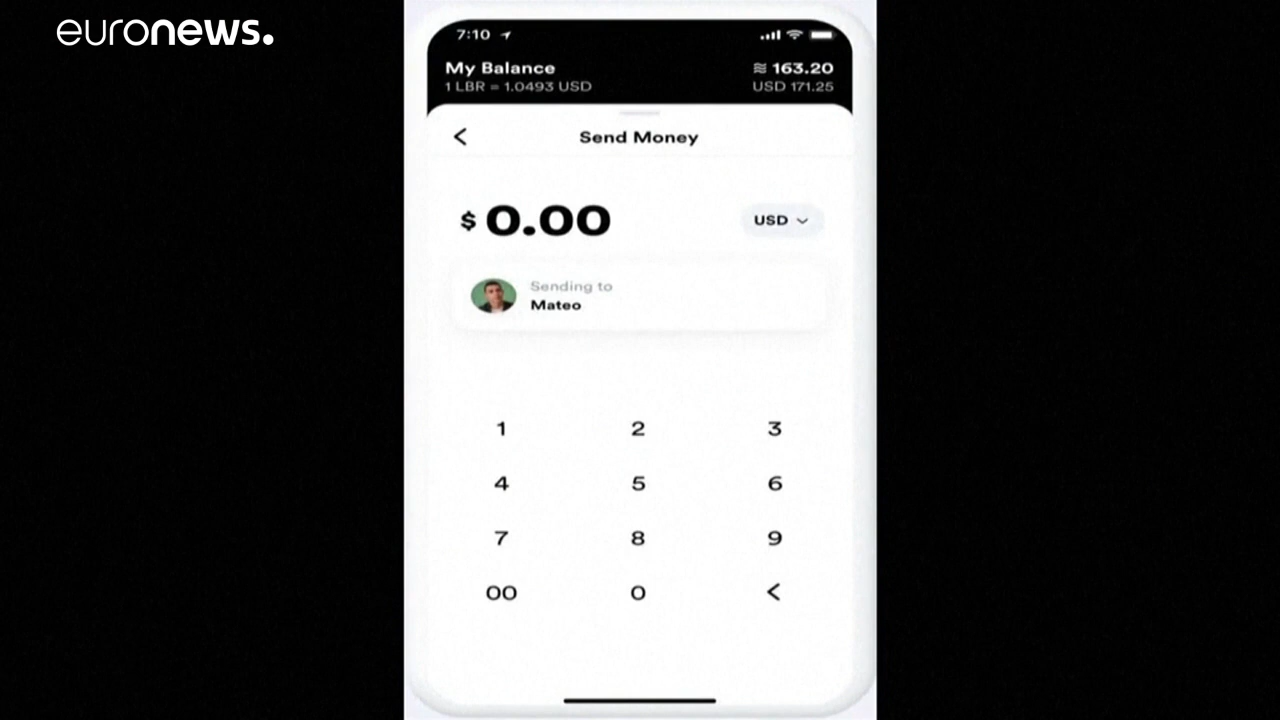 euronews.
7:10
My Balance
≋ 163.20
1 LBR = 1.0493 USD
USD 171.25
Send Money
$ 0.00
USD
Sending to
Mateo
1 2 3
4 5 6
7 8 9
00 0 <